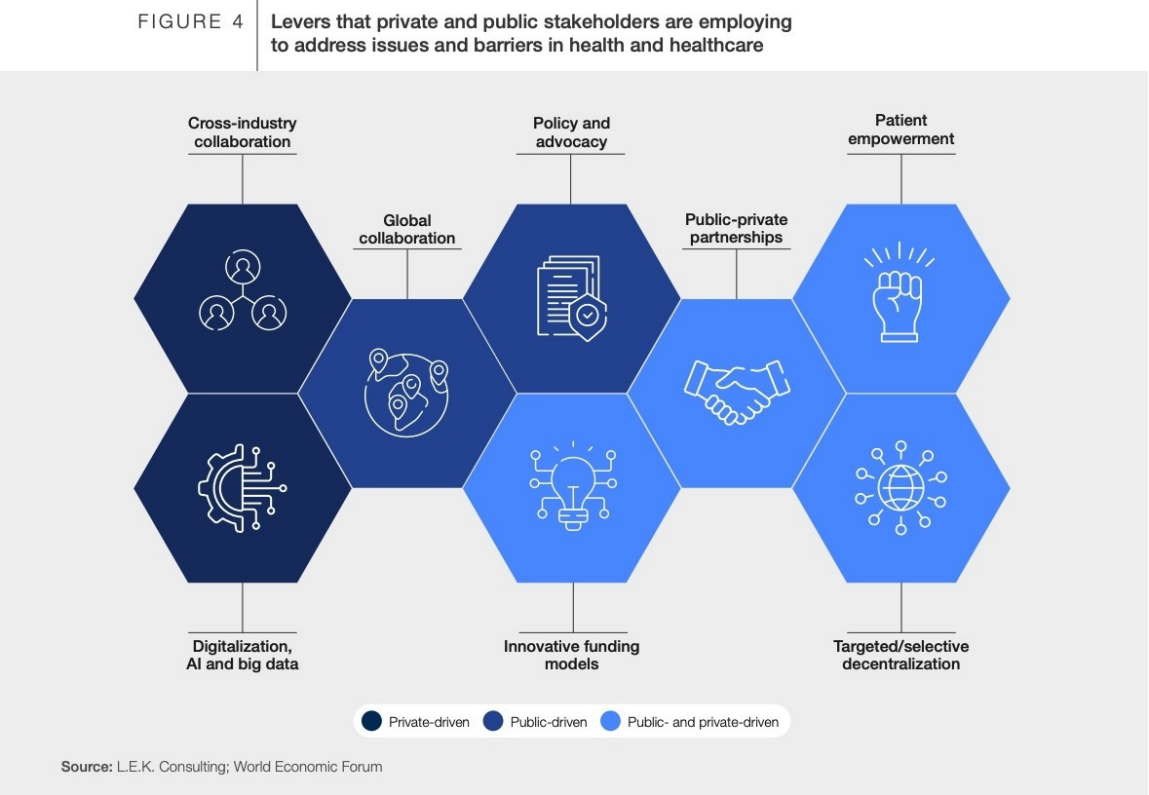 FIGURE 4
Levers that private and public stakeholders are employing
to address issues and barriers in health and healthcare
Cross-industry
collaboration
Global
collaboration
Policy and
advocacy
Public-private
partnerships
Patient
empowerment
Digitalization,
AI and big data
Innovative funding
models
Targeted/selective
decentralization
Private-driven
Public-driven
Public- and private-driven
Source: L.E.K. Consulting; World Economic Forum